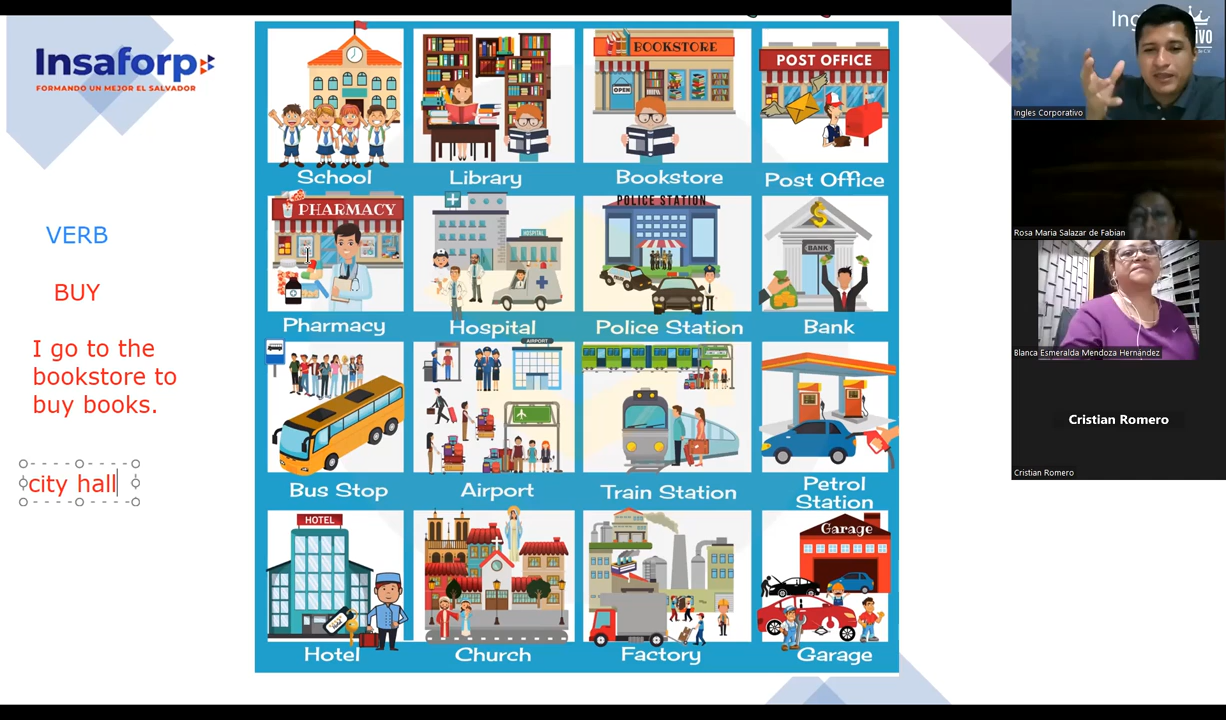 Insaforp
FORMANDO UN MEJOR EL SALVADOR
VERB
BUY
I go to the
bookstore to
buy books.
city hall
School
Library
BOOKSTORE
OPEN
Bookstore
POST OFFICE
Post Office
PHARMACY
Pharmacy
HOSPITAL
Hospital
POLICE STATION
Police Station
BANK
Bank
Bus Stop
AIRPORT
Airport
Train Station
Petrol
Station
HOTEL
Hotel
Church
Factory
Garage
Garage
Ingles Corporativo
Rosa Maria Salazar de Fabian
Blanca Esmeralda Mendoza Hernández
Cristian Romero
Cristian Romero